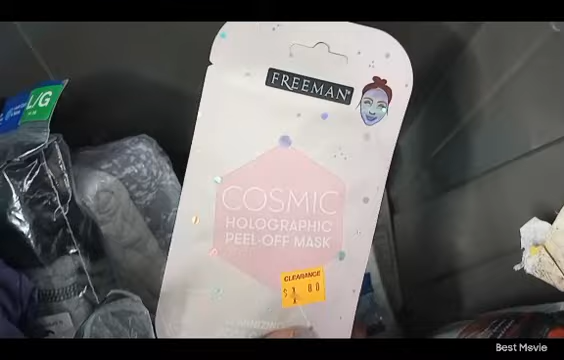 FREEMAN
L/G
COSMIC
HOLOGRAPHIC
PEEL-OFF MASK
CLEARANCE
Best Movie